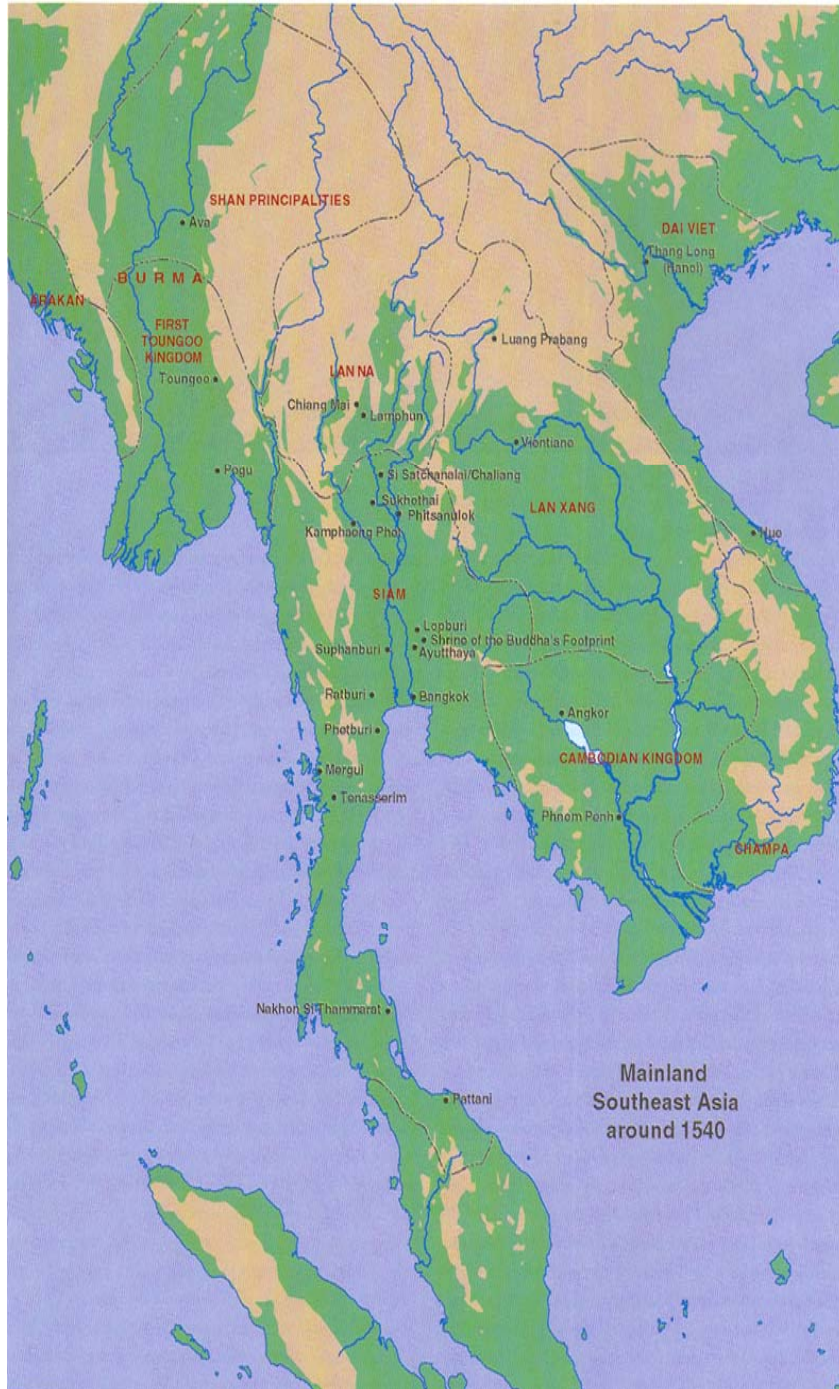 SHAN PRINCIPALITIES
Ava
DAI VIET
Thang Long
(Hanoi)
BURMA
ARAKAN
FIRST
TOUNGOO
KINGDOM
Toungoo
Luang Prabang
LAN NA
Chiang Mai
Lamphun
Vientiane
Pegu
Si Satchanalai/Chaliang
Sukhothai
Phitsanulok
LAN XANG
Kamphaeng Phet
Hue
SIAM
Lopburi
Shrine of the Buddha's Footprint
Suphanburi
Ayutthaya
Ratburi
Bangkok
Angkor
Phetburi
CAMBODIAN KINGDOM
Mergui
Tenasserim
Phnom Penh
CHAMPA
Nakhon Si Thammarat
Mainland
Southeast Asia
around 1540
Pattani